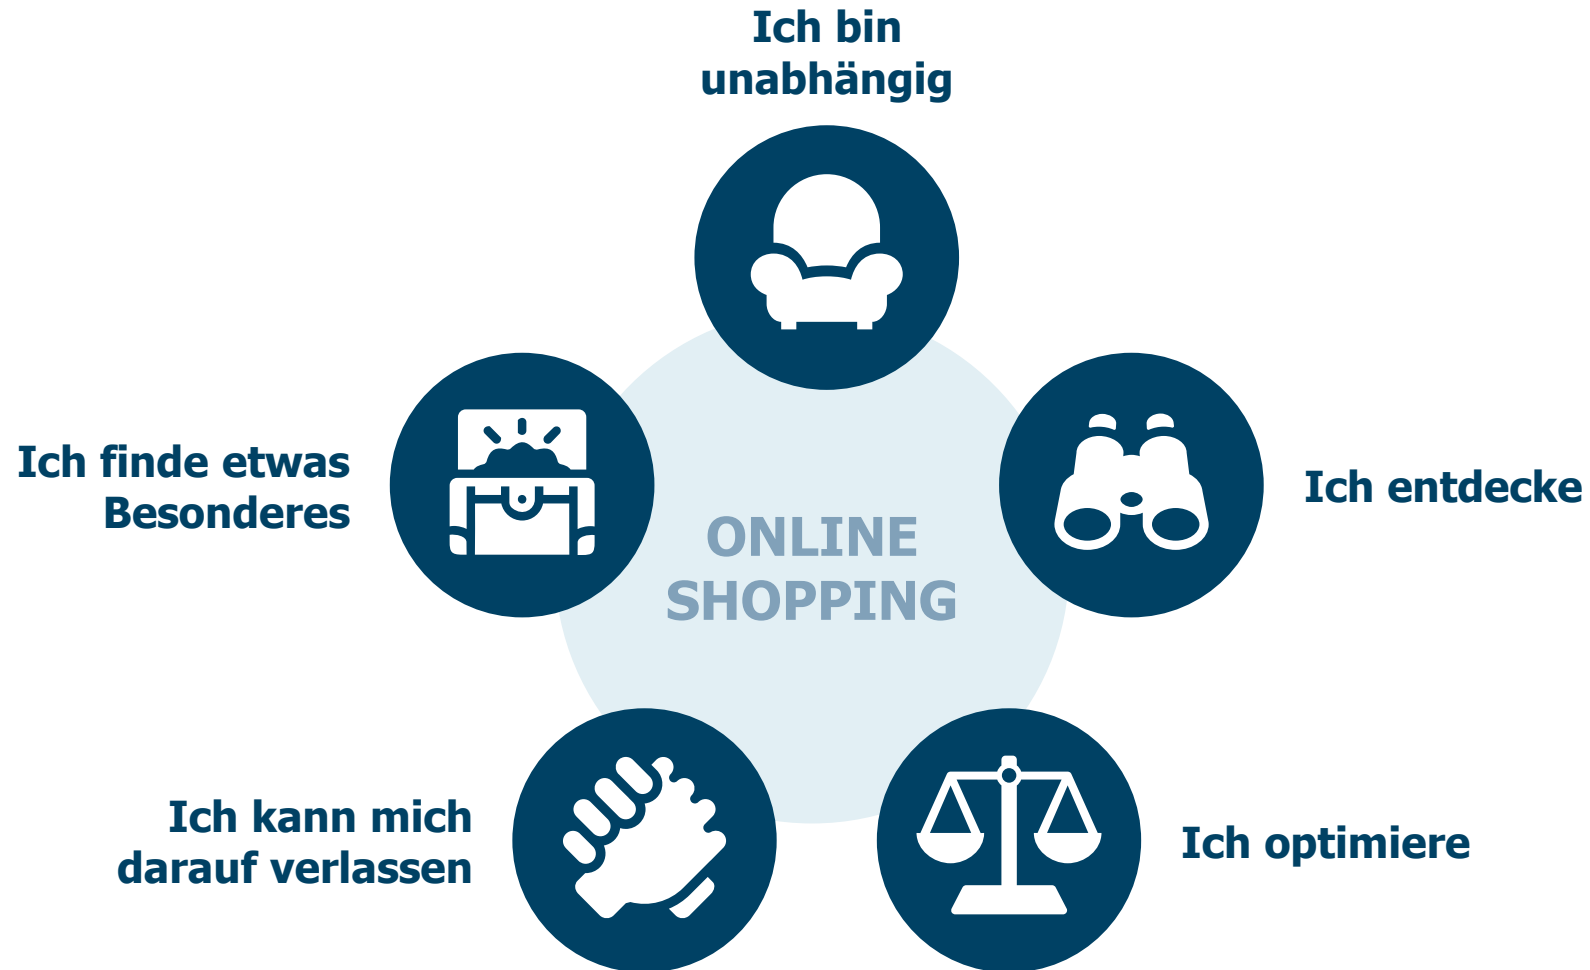 Ich bin
unabhängig
Ich finde etwas
Besonderes
Ich entdecke
ONLINE
SHOPPING
Ich kann mich
darauf verlassen
Ich optimiere